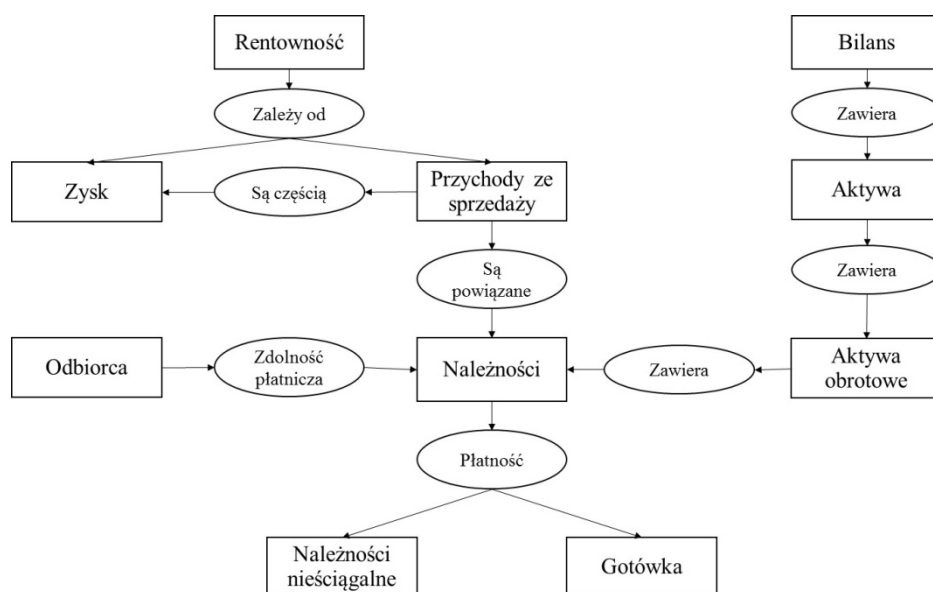 Rentowność
Bilans
Zależy od
Zawiera
Zysk
Są częścią
Przychody ze
sprzedaży
Aktywa
Są
powiązane
Zawiera
Odbiorca
Zdolność
płatnicza
Należności
Zawiera
Aktywa
obrotowe
Płatność
Należności
nieściągalne
Gotówka